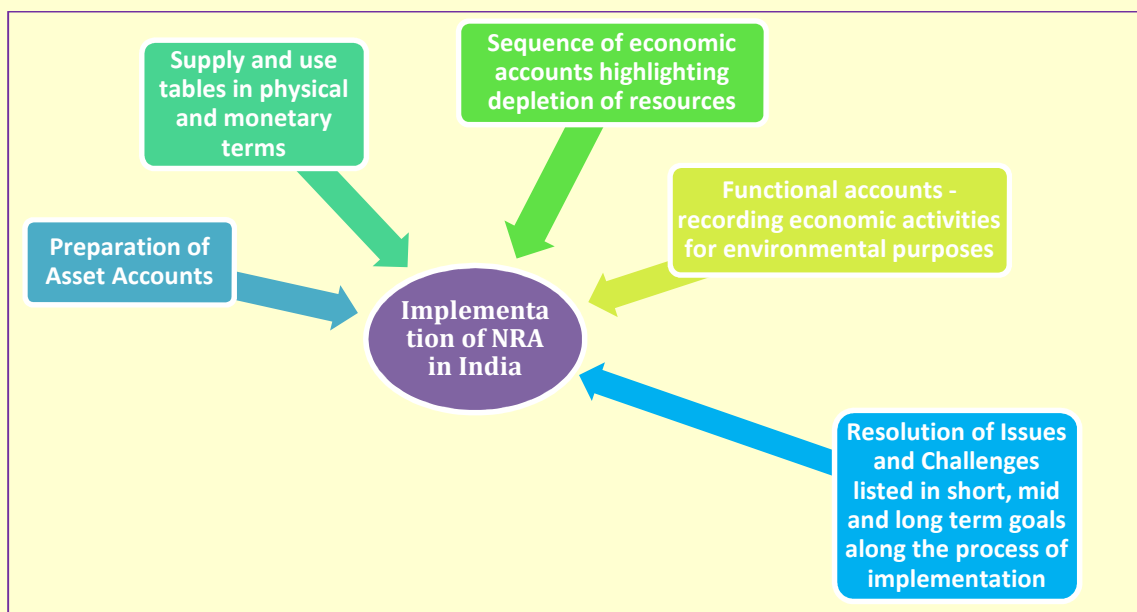 Supply and use
tables in physical
and monetary
terms
Sequence of economic
accounts highlighting
depletion of resources
Functional accounts -
recording economic activities
for environmental purposes
Preparation of
Asset Accounts
Implementa
tion of NRA
in India
Resolution of Issues
and Challenges
listed in short, mid
and long term goals
along the process of
implementation